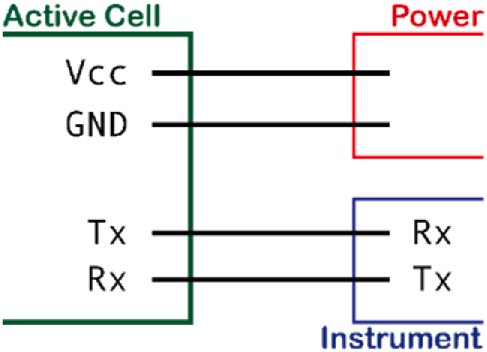 Active Cell
Power
Vcc
GND
Tx
Rx
Rx
Tx
Instrument